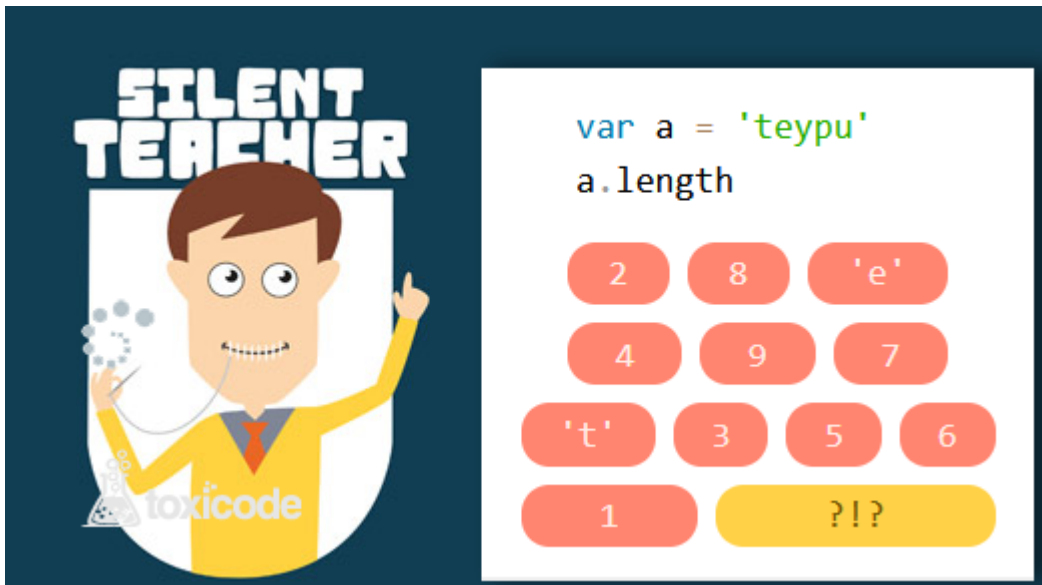 SILENT
TEACHER
toxicode
var a = 'teypu'
a.length
2 8 'e'
4 9 7
't' 3 5 6
1 ?!?